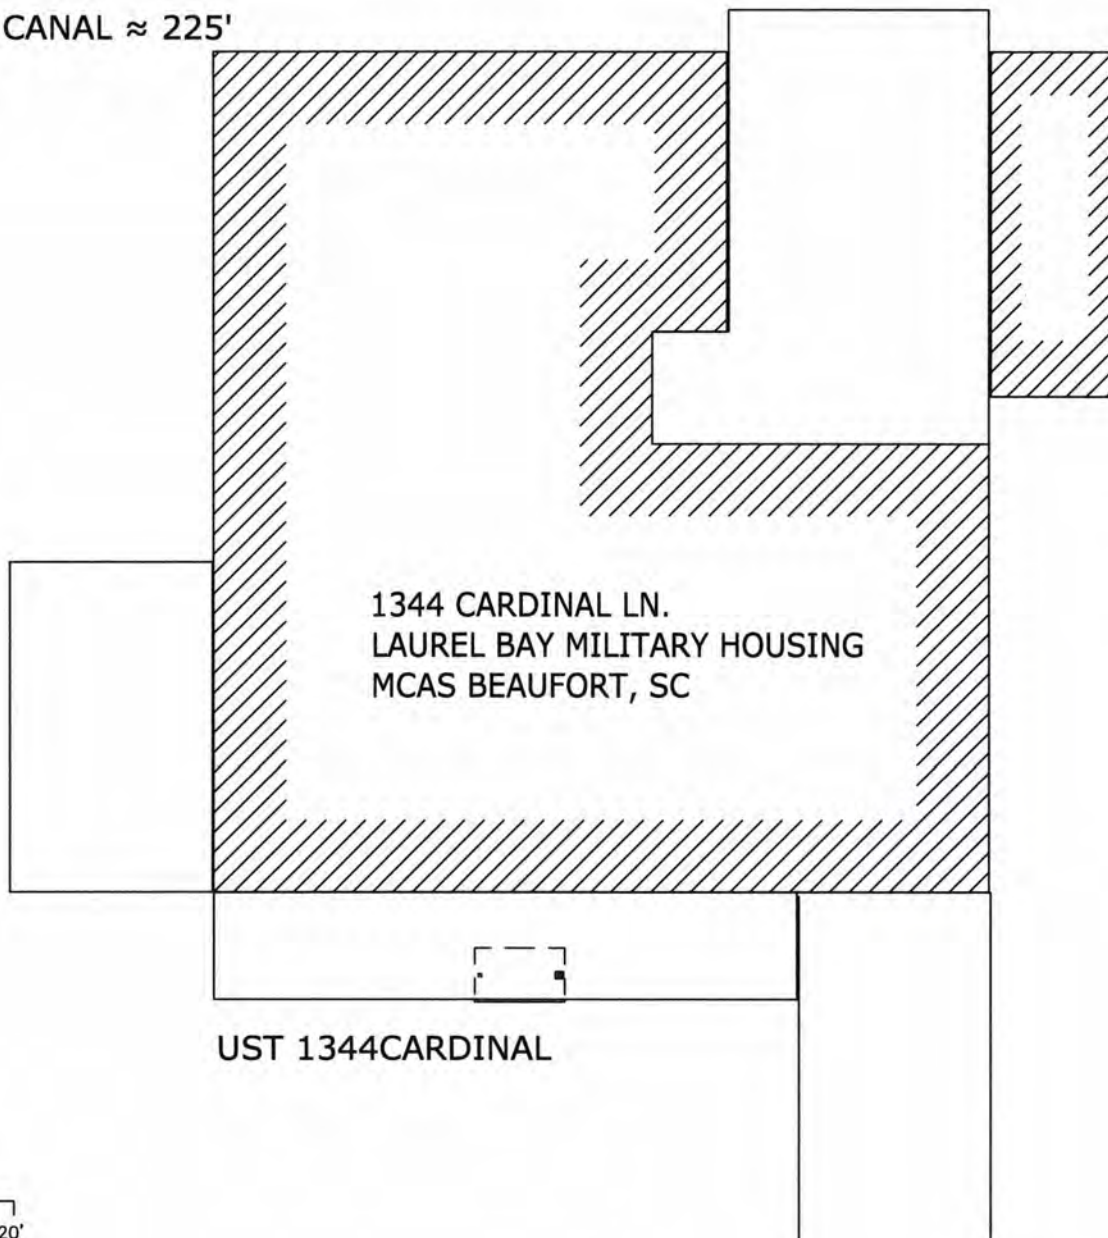 CANAL ≈ 225'
1344 CARDINAL LN.
LAUREL BAY MILITARY HOUSING
MCAS BEAUFORT, SC
UST 1344CARDINAL
20'